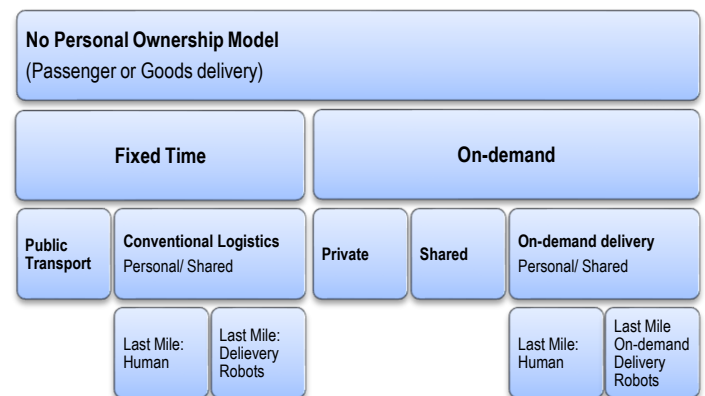 No Personal Ownership Model
(Passenger or Goods delivery)
Fixed Time
On-demand
Public
Transport
Conventional Logistics
Personal/ Shared
Private
Shared
On-demand delivery
Personal/ Shared
Last Mile:
Human
Last Mile:
Delievery
Robots
Last Mile:
Human
Last Mile
On-demand
Delivery
Robots